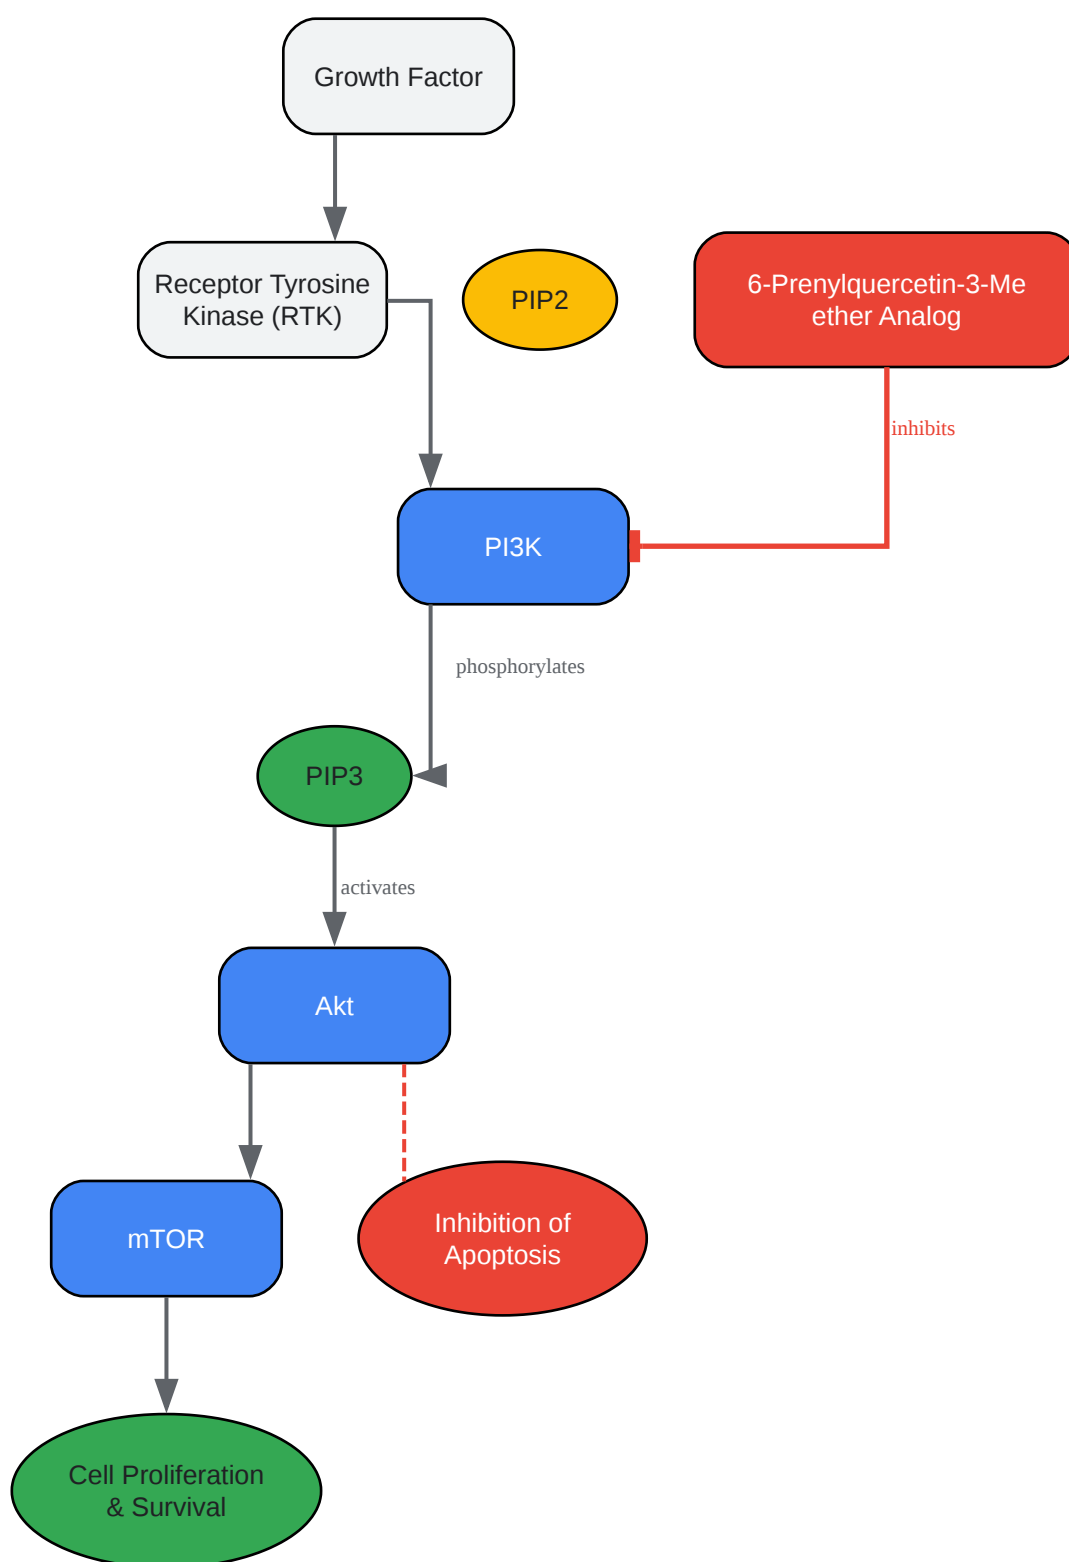 Growth Factor
Receptor Tyrosine
Kinase (RTK)
PIP2
6-Prenylquercetin-3-Me
ether Analog
inhibits
PI3K
phosphorylates
PIP3
activates
Akt
mTOR
Inhibition of
Apoptosis
Cell Proliferation
& Survival